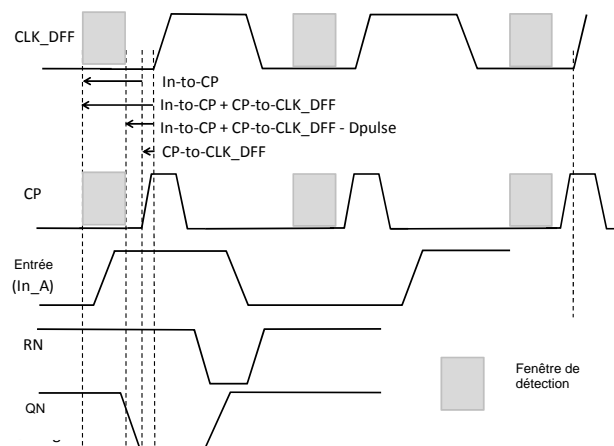 CLK_DFF
In-to-CP
In-to-CP + CP-to-CLK_DFF
In-to-CP + CP-to-CLK_DFF - Dpulse
CP-to-CLK_DFF
CP
Entrée
(In_A)
RN
Fenêtre de
détection
QN